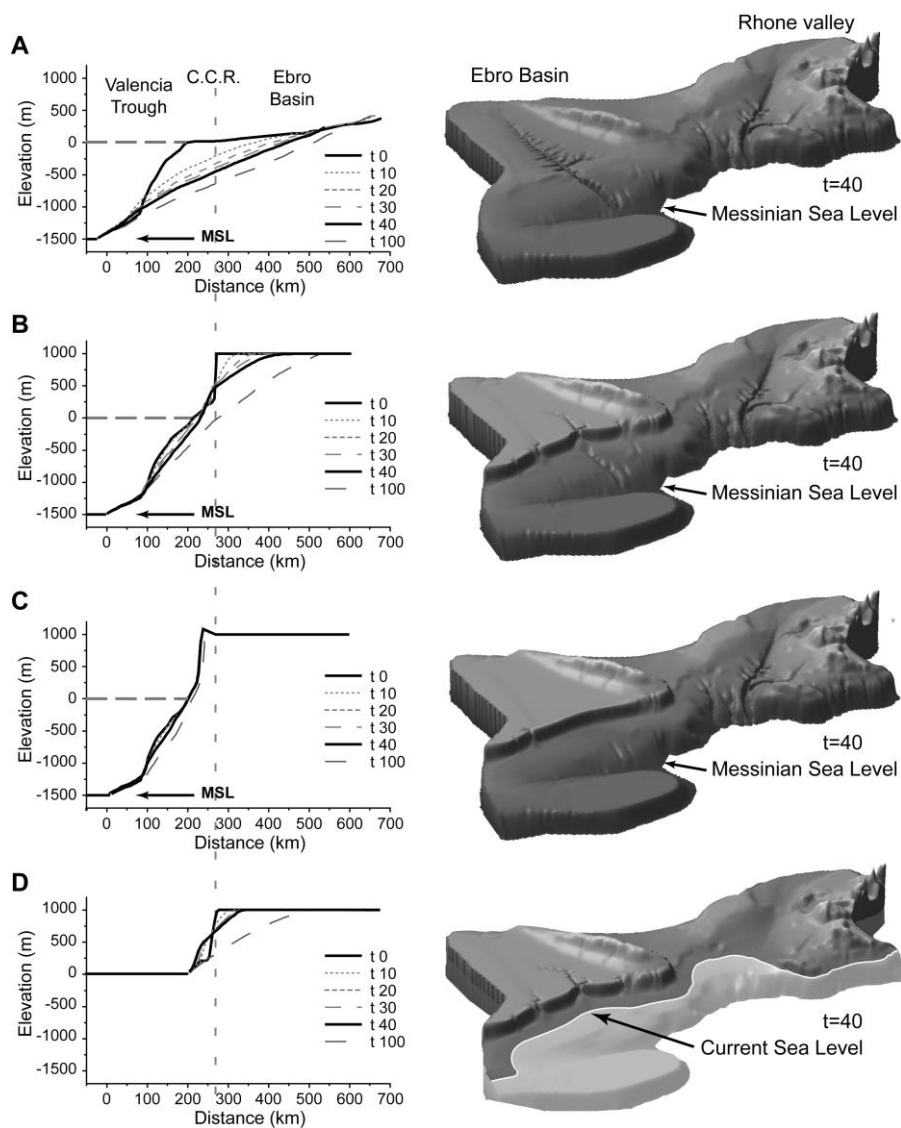 A
Valencia Trough
C.C.R.
Ebro Basin
Elevation (m)
1000
500
0
-500
-1000
-1500
t 0
t 10
t 20
t 30
t 40
t 100
MSL
0 100 200 300 400 500 600 700
Distance (km)
Rhone valley
Ebro Basin
t=40
Messinian Sea Level
B
Elevation (m)
1000
500
0
-500
-1000
-1500
t 0
t 10
t 20
t 30
t 40
t 100
MSL
0 100 200 300 400 500 600 700
Distance (km)
t=40
Messinian Sea Level
C
Elevation (m)
1000
500
0
-500
-1000
-1500
t 0
t 10
t 20
t 30
t 40
t 100
MSL
0 100 200 300 400 500 600 700
Distance (km)
t=40
Messinian Sea Level
D
Elevation (m)
1000
500
0
-500
-1000
-1500
t 0
t 10
t 20
t 30
t 40
t 100
0 100 200 300 400 500 600 700
Distance (km)
t=40
Current Sea Level